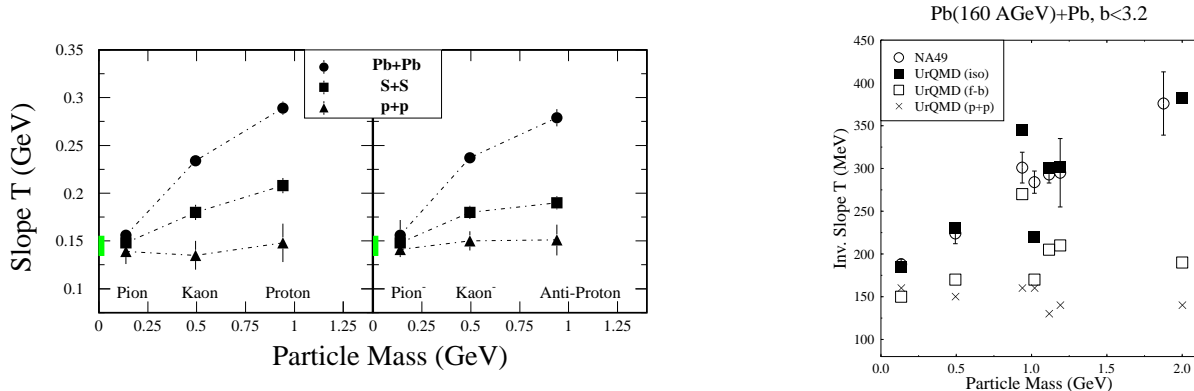 0.35
0.3
0.25
0.2
0.15
0.1
Slope T (GeV)
Pb+Pb
S+S
p+p
Pion Kaon Proton
Pion⁻ Kaon⁻ Anti-Proton
0 0.25 0.5 0.75 1 1.25
0 0.25 0.5 0.75 1 1.25
Particle Mass (GeV)
Pb(160 AGeV)+Pb, b<3.2
450
400
350
300
250
200
150
100
50
Inv. Slope T (MeV)
NA49
UrQMD (iso)
UrQMD (f-b)
UrQMD (p+p)
0.0 0.5 1.0 1.5 2.0
Particle Mass (GeV)